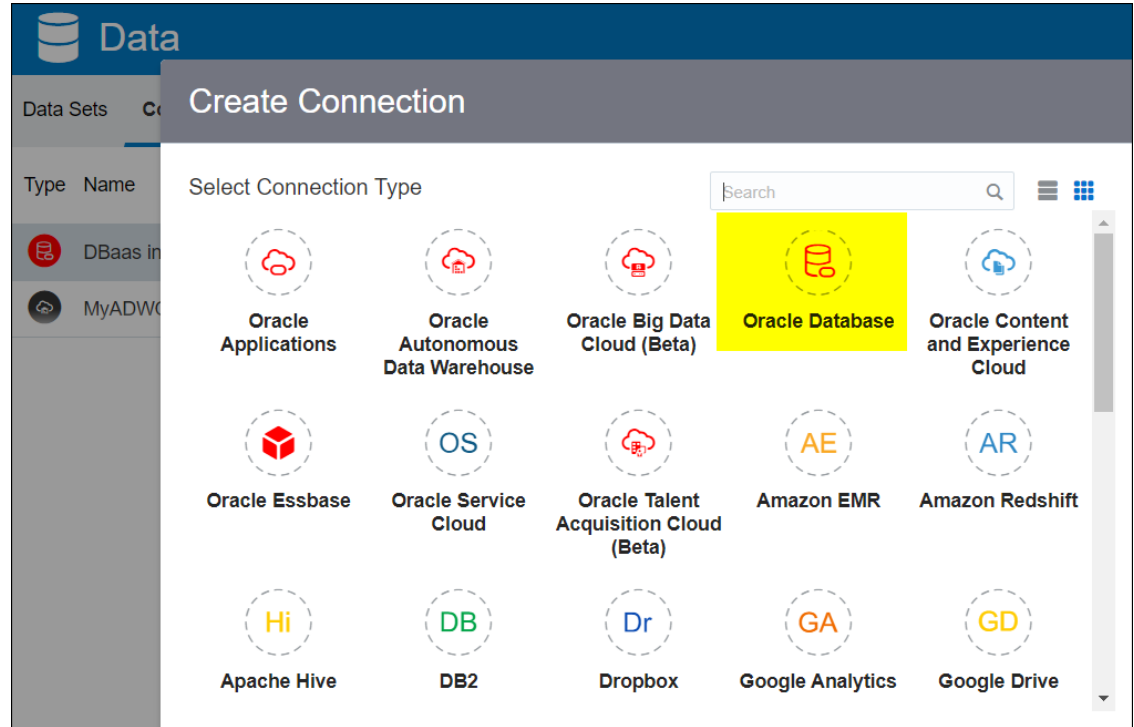 Data
Create Connection
Data Sets
Type Name
Select Connection Type
Search
DBaas in
Oracle
Applications
Oracle
Autonomous
Data Warehouse
Oracle Big Data
Cloud (Beta)
Oracle Database
Oracle Content
and Experience
Cloud
OS
AE
AR
Oracle Essbase
Oracle Service
Cloud
Oracle Talent
Acquisition Cloud
(Beta)
Amazon EMR
Amazon Redshift
Hi
DB
Dr
GA
GD
Apache Hive
DB2
Dropbox
Google Analytics
Google Drive